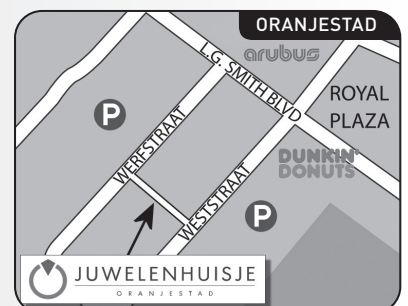 ORANJESTAD
arubus
L.G. SMITH BLVD
ROYAL
PLAZA
P
WERFSTRAAT
DUNKIN'
DONUTS
WESTSTRAAT
P
JUWELENHUISJE
ORANJESTAD